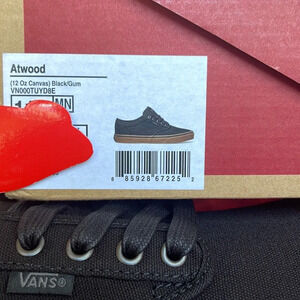 Atwood
(12 Oz Canvas) Black/Gum
VN000TUYD8E
MN
6 85928 67225 2
VANS®